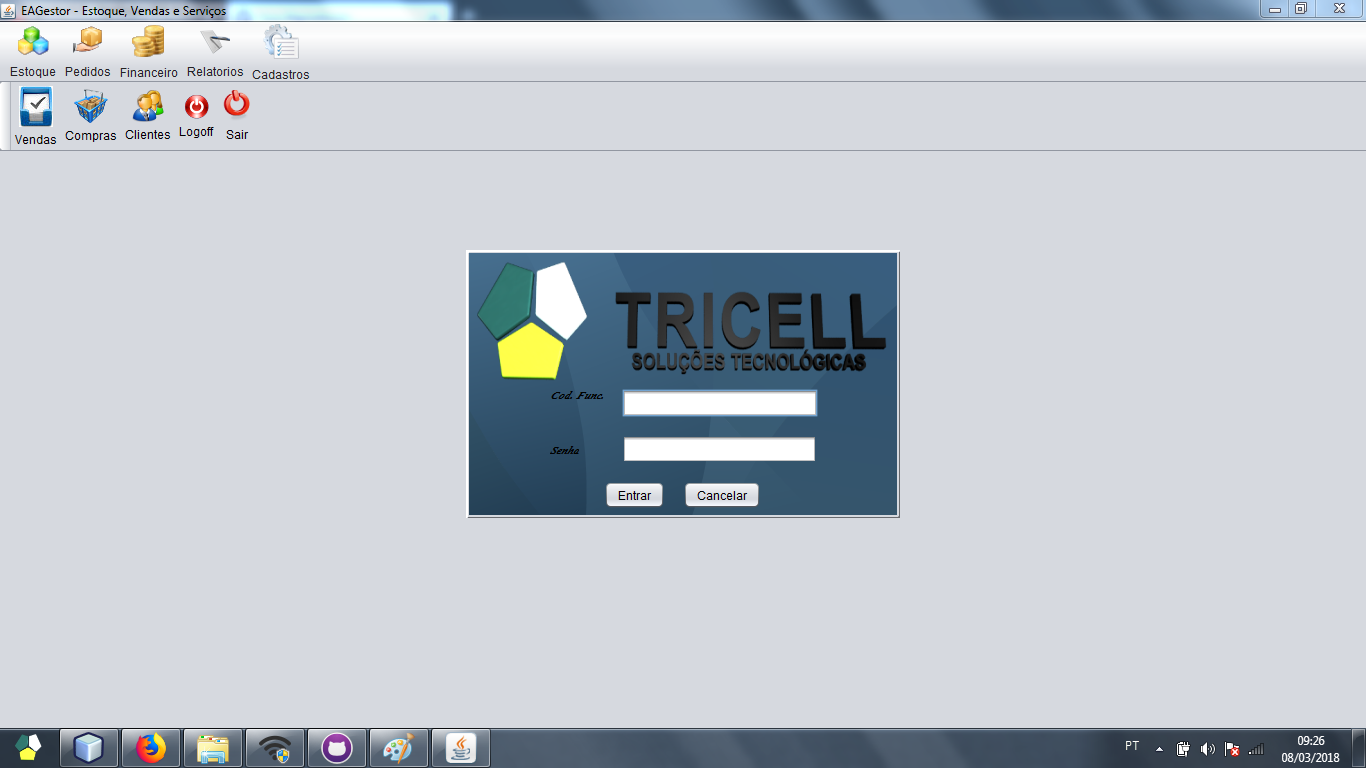 EAGestor - Estoque, Vendas e Serviços
Estoque Pedidos Financeiro Relatorios Cadastros
Vendas Compras Clientes Logoff Sair
TRICELL
SOLUÇÕES TECNOLÓGICAS
Cod. Func.
Senha
Entrar Cancelar
PT
09:26
08/03/2018